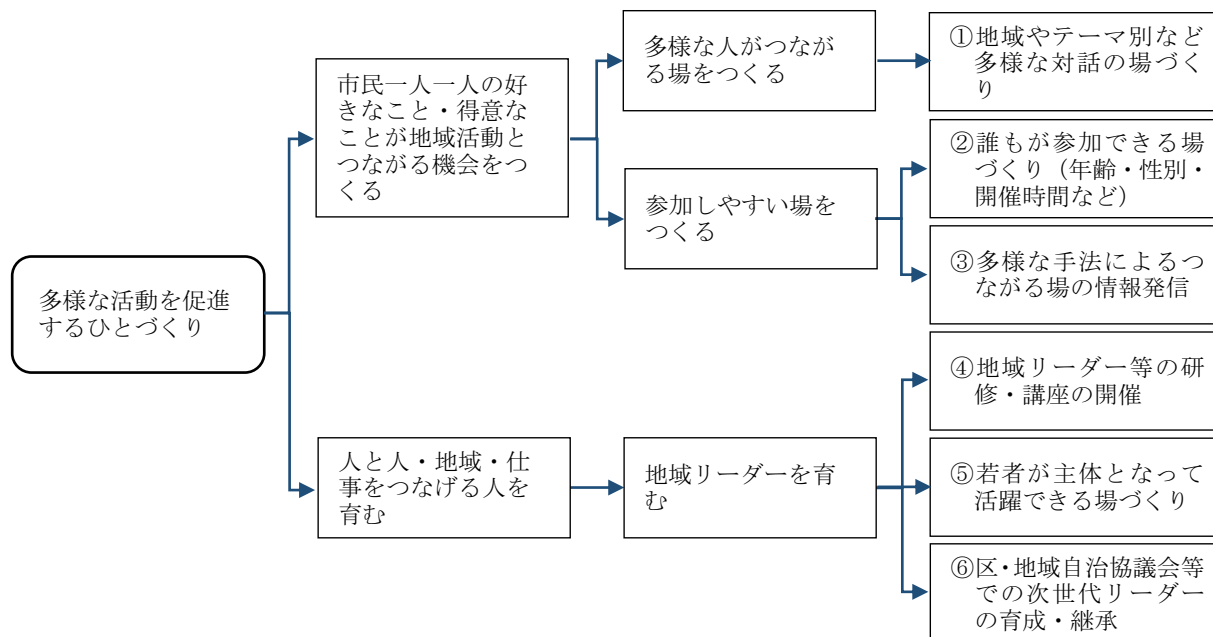 多様な活動を促進
するひとづくり
市民一人一人の好
きなこと・得意な
ことが地域活動と
つながる機会をつ
くる
人と人・地域・仕
事をつなげる人を
育む
多様な人がつなが
る場をつくる
参加しやすい場を
つくる
地域リーダーを育
む
①地域やテーマ別など
多様な対話の場づく
り
②誰もが参加できる場
づくり（年齢・性別・
開催時間など）
③多様な手法によるつ
ながる場の情報発信
④地域リーダー等の研
修・講座の開催
⑤若者が主体となって
活躍できる場づくり
⑥区・地域自治協議会等
での次世代リーダー
の育成・継承